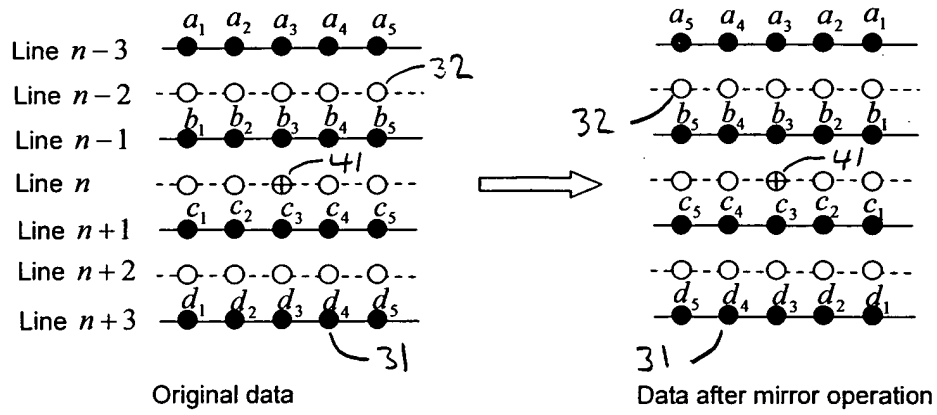 a₁ a₂ a₃ a₄ a₅ a₅ a₄ a₃ a₂ a₁
Line n − 3
32
Line n − 2
32
b₁ b₂ b₃ b₄ b₅ b₅ b₄ b₃ b₂ b₁
Line n − 1
41 41
Line n
c₁ c₂ c₃ c₄ c₅ c₅ c₄ c₃ c₂ c₁
Line n + 1
Line n + 2
d₁ d₂ d₃ d₄ d₅ d₅ d₄ d₃ d₂ d₁
Line n + 3
31 31
Original data Data after mirror operation